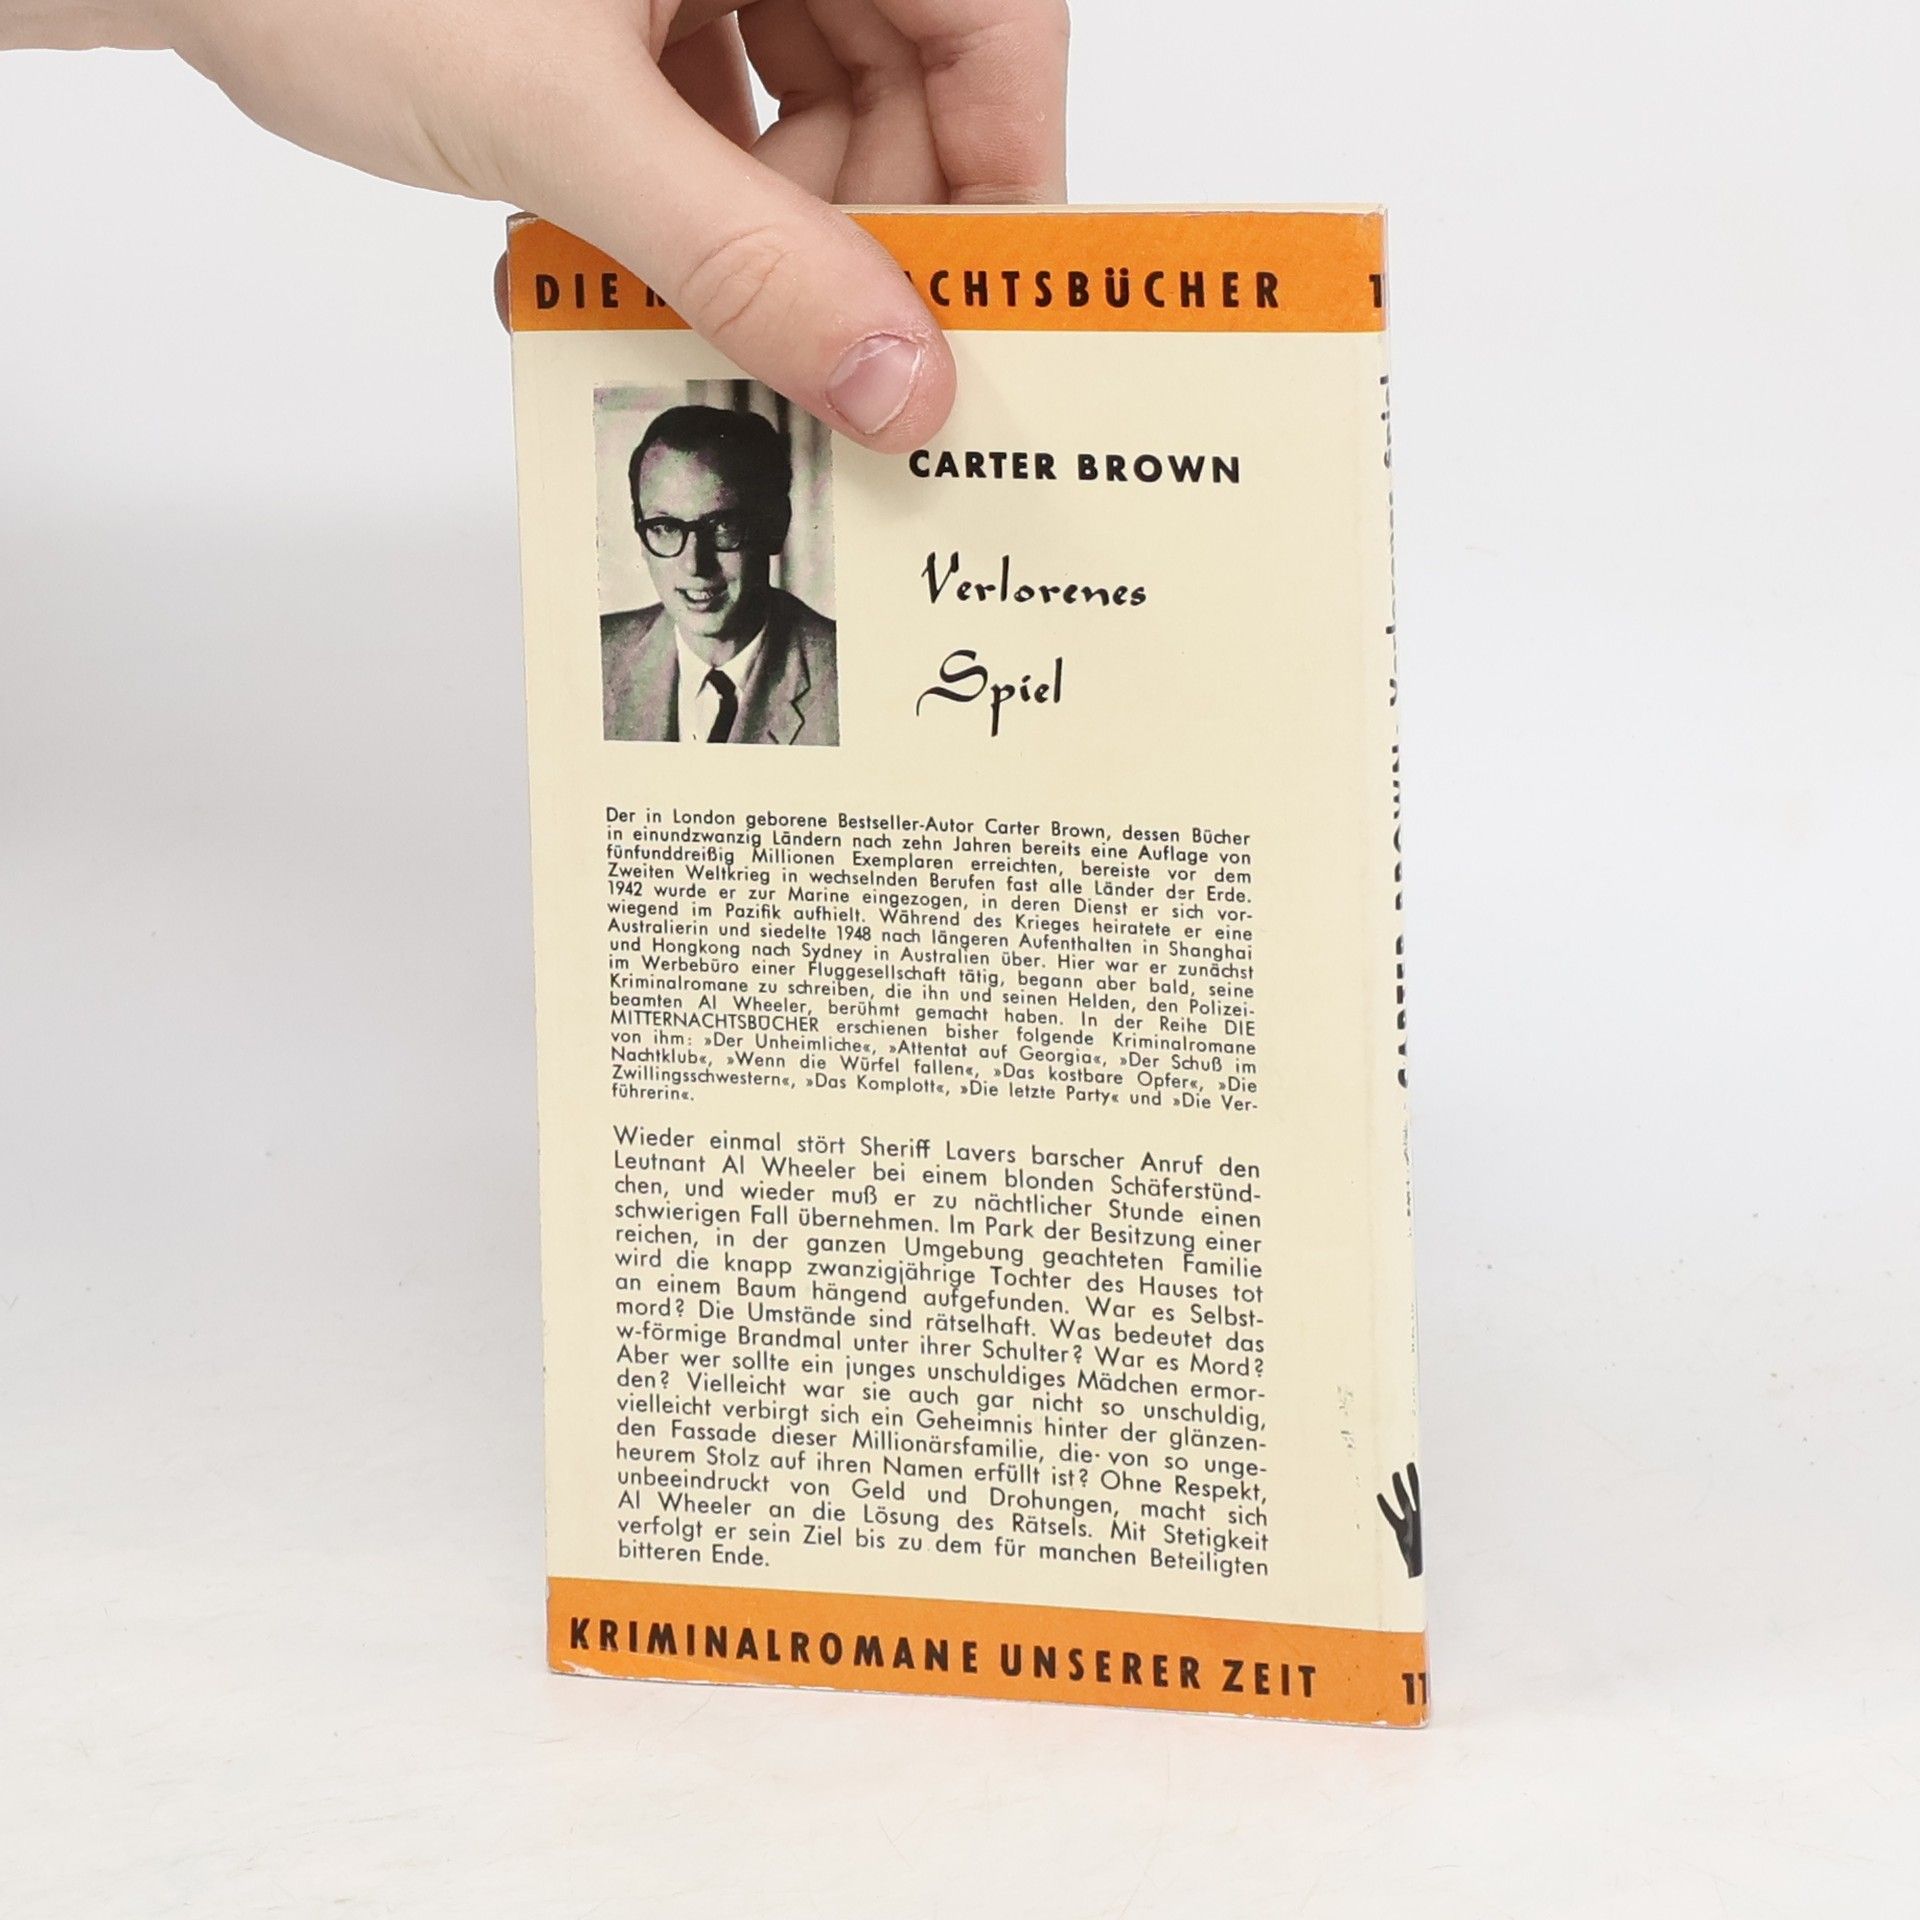 DIE ACHTSBÜCHER
CARTER BROWN
Verlorenes
Spiel
Der in London geborene Bestseller-Autor Carter Brown, dessen Bücher
in einundzwanzig Ländern nach zehn Jahren bereits eine Auflage von
fünfunddreißig Millionen Exemplaren erreichten, bereiste vor dem
Zweiten Weltkrieg in wechselnden Berufen fast alle Länder der Erde.
1942 wurde er zur Marine eingezogen, in deren Dienst er sich vor-
wiegend im Pazifik aufhielt. Während des Krieges heiratete er eine
Australierin und siedelte 1948 nach längeren Aufenthalten in Shanghai
und Hongkong nach Sydney in Australien über. Hier war er zunächst
im Werbebüro einer Fluggesellschaft tätig, begann aber bald, seine
Kriminalromane zu schreiben, die ihn und seinen Helden, den Polizei-
beamten Al Wheeler, berühmt gemacht haben. In der Reihe DIE
MITTERNACHTSBÜCHER erschienen bisher folgende Kriminalromane
von ihm: »Der Unheimliche«, »Attentat auf Georgia«, »Der Schuß im
Nachtklub«, »Wenn die Würfel fallen«, »Das kostbare Opfer«, »Die
Zwillingsschwestern«, »Das Komplott«, »Die letzte Party« und »Die Ver-
führerin«.
Wieder einmal stört Sheriff Lavers barscher Anruf den
Leutnant Al Wheeler bei einem blonden Schäferstünd-
chen, und wieder muß er zu nächtlicher Stunde einen
schwierigen Fall übernehmen. Im Park der Besitzung einer
reichen, in der ganzen Umgebung geachteten Familie
wird die knapp zwanzigjährige Tochter des Hauses tot
an einem Baum hängend aufgefunden. War es Selbst-
mord? Die Umstände sind rätselhaft. Was bedeutet das
w-förmige Brandmal unter ihrer Schulter? War es Mord?
Aber wer sollte ein junges unschuldiges Mädchen ermor-
den? Vielleicht war sie auch gar nicht so unschuldig,
vielleicht verbirgt sich ein Geheimnis hinter der glänzen-
den Fassade dieser Millionärsfamilie, die von so unge-
heurem Stolz auf ihren Namen erfüllt ist? Ohne Respekt,
unbeeindruckt von Geld und Drohungen, macht sich
Al Wheeler an die Lösung des Rätsels. Mit Stetigkeit
verfolgt er sein Ziel bis zu dem für manchen Beteiligten
bitteren Ende.
KRIMINALROMANE UNSERER ZEIT